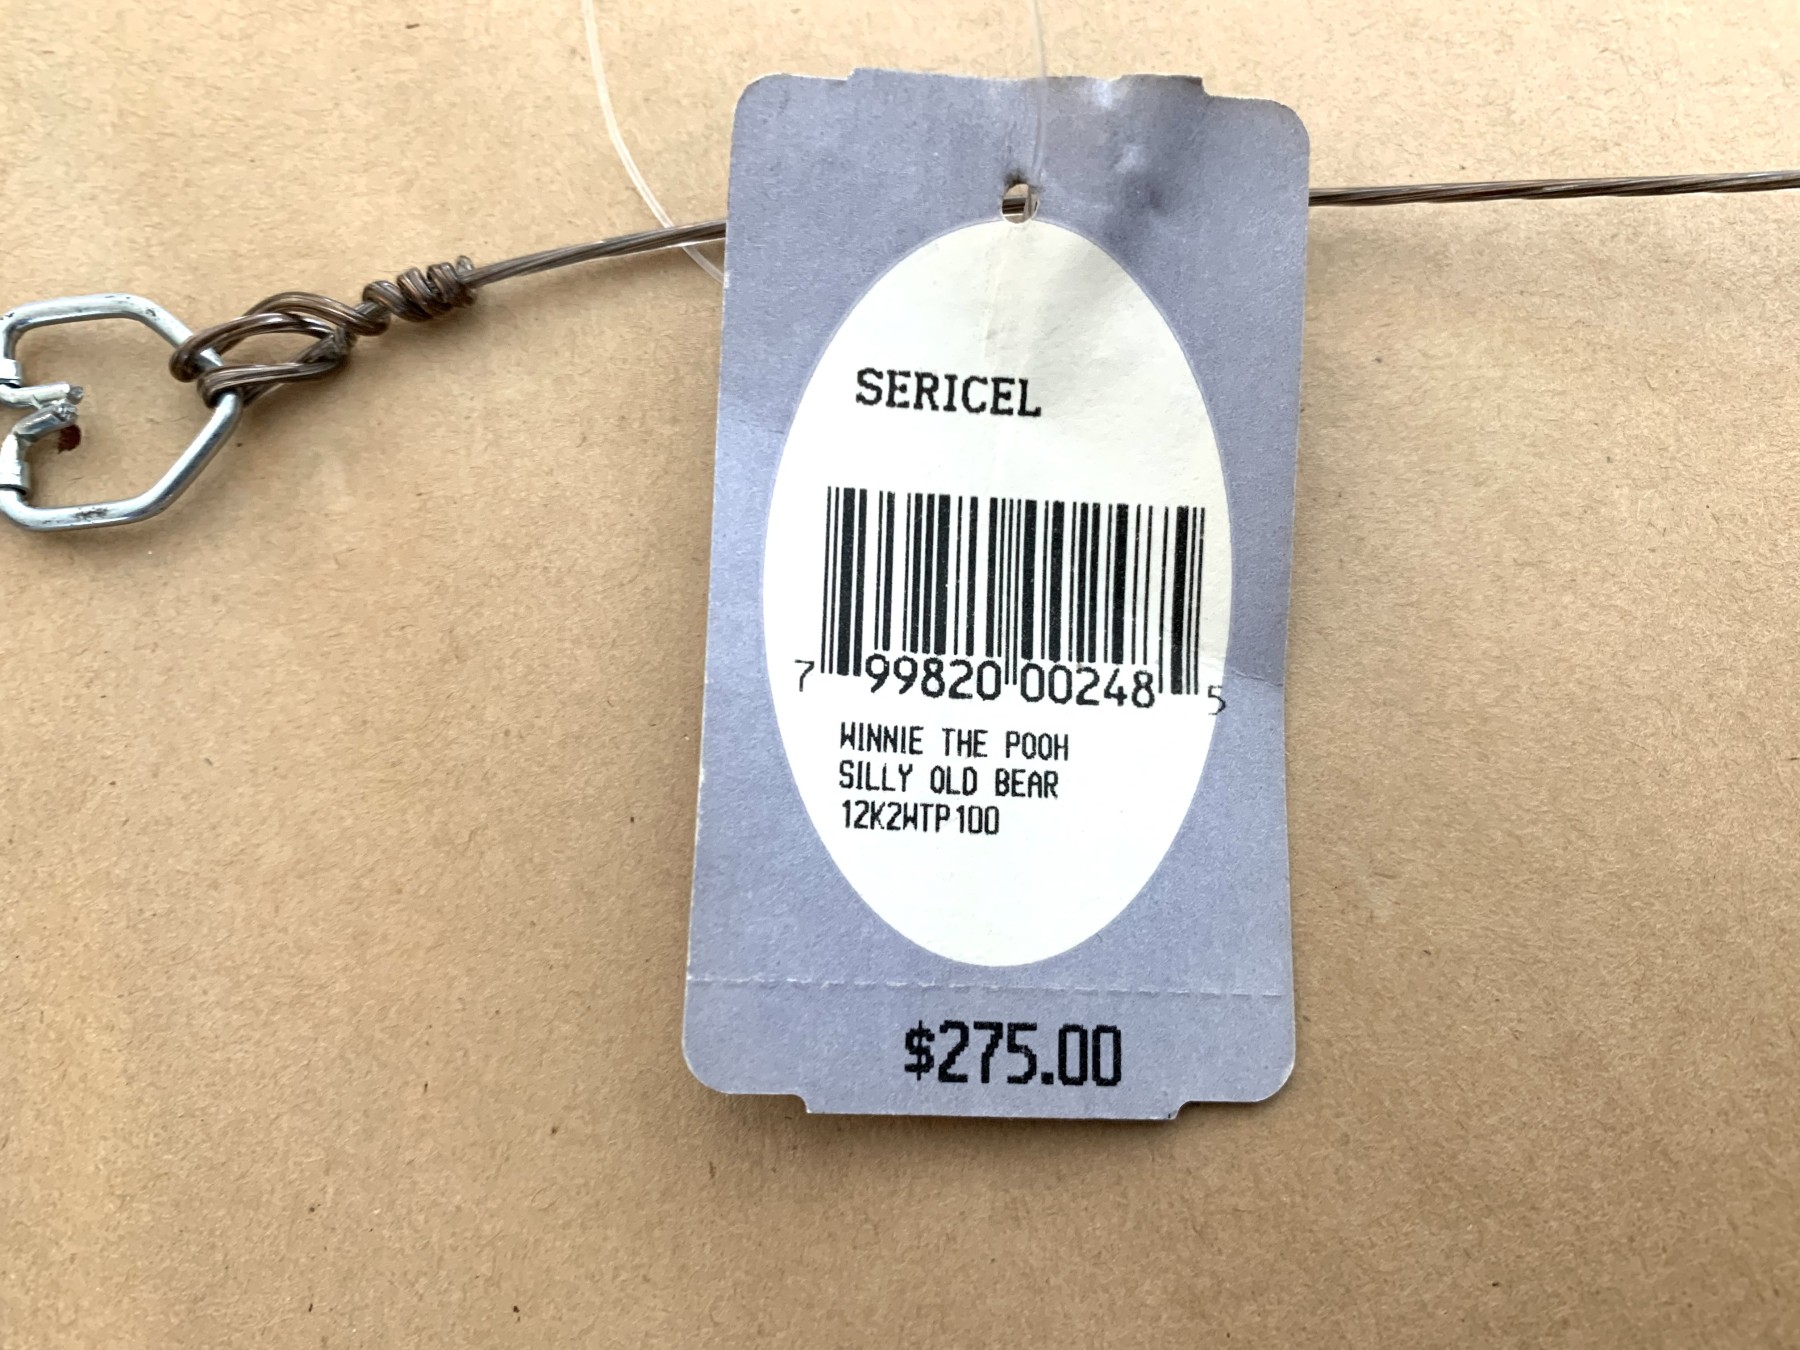 SERICEL
7 99820 00248 5
WINNIE THE POOH
SILLY OLD BEAR
12K2WTP100
$275.00